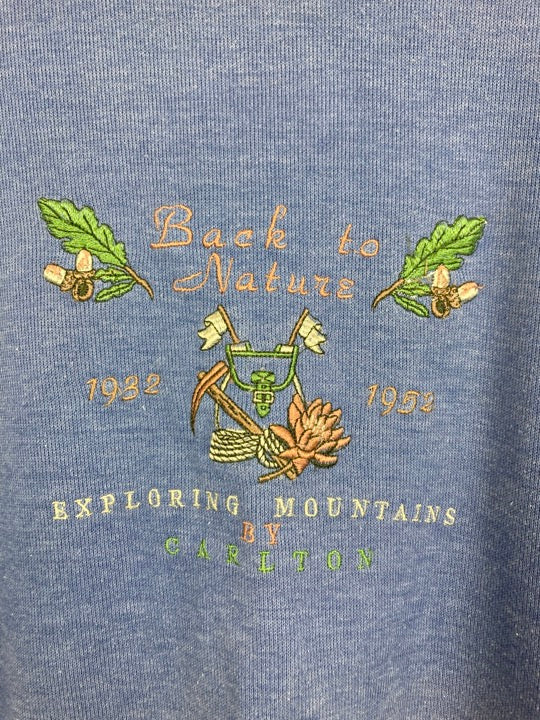 Back to
Nature
1932 1952
EXPLORING MOUNTAINS
BY
CARLTON